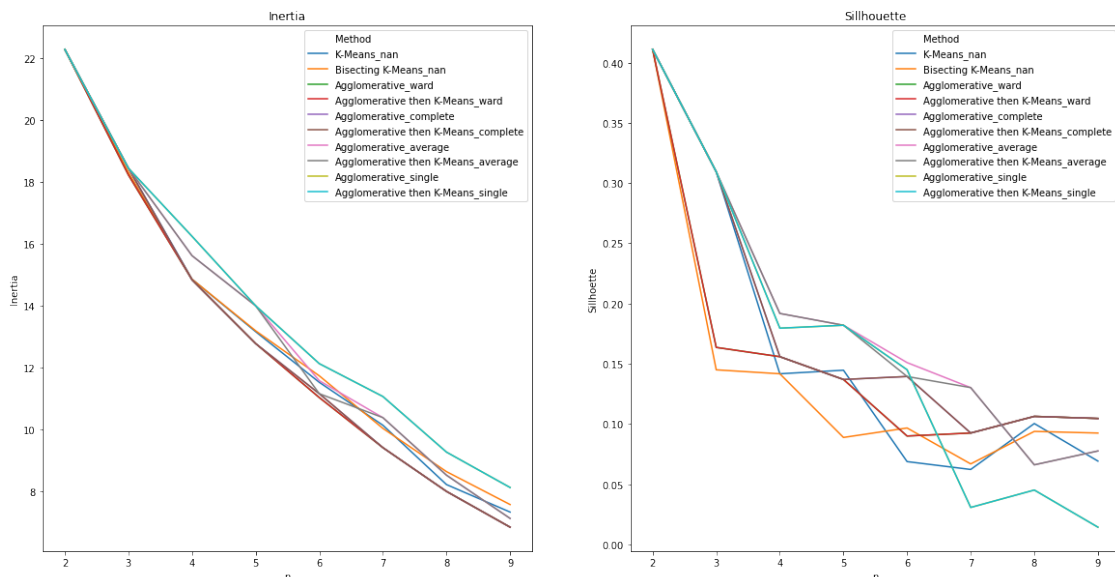 Inertia
Inertia
22
20
18
16
14
12
10
8
2 3 4 5 6 7 8 9
Method
K-Means_nan
Bisecting K-Means_nan
Agglomerative_ward
Agglomerative then K-Means_ward
Agglomerative_complete
Agglomerative then K-Means_complete
Agglomerative_average
Agglomerative then K-Means_average
Agglomerative_single
Agglomerative then K-Means_single
Sillhouette
Sillhouette
0.40
0.35
0.30
0.25
0.20
0.15
0.10
0.05
0.00
2 3 4 5 6 7 8 9
Method
K-Means_nan
Bisecting K-Means_nan
Agglomerative_ward
Agglomerative then K-Means_ward
Agglomerative_complete
Agglomerative then K-Means_complete
Agglomerative_average
Agglomerative then K-Means_average
Agglomerative_single
Agglomerative then K-Means_single